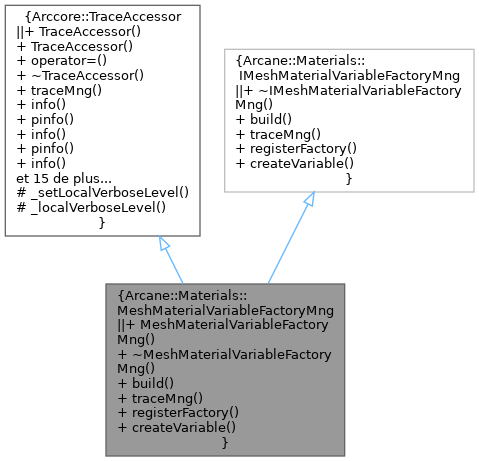 {Arccore::TraceAccessor
||+ TraceAccessor()
+ TraceAccessor()
+ operator=()
+ ~TraceAccessor()
+ traceMng()
+ info()
+ pinfo()
+ info()
+ pinfo()
+ info()
et 15 de plus...
# _setLocalVerboseLevel()
# _localVerboseLevel()
}
{Arcane::Materials::
IMeshMaterialVariableFactoryMng
||+ ~IMeshMaterialVariableFactory
Mng()
+ build()
+ traceMng()
+ registerFactory()
+ createVariable()
}
{Arcane::Materials::
MeshMaterialVariableFactoryMng
||+ MeshMaterialVariableFactory
Mng()
+ ~MeshMaterialVariableFactory
Mng()
+ build()
+ traceMng()
+ registerFactory()
+ createVariable()
}